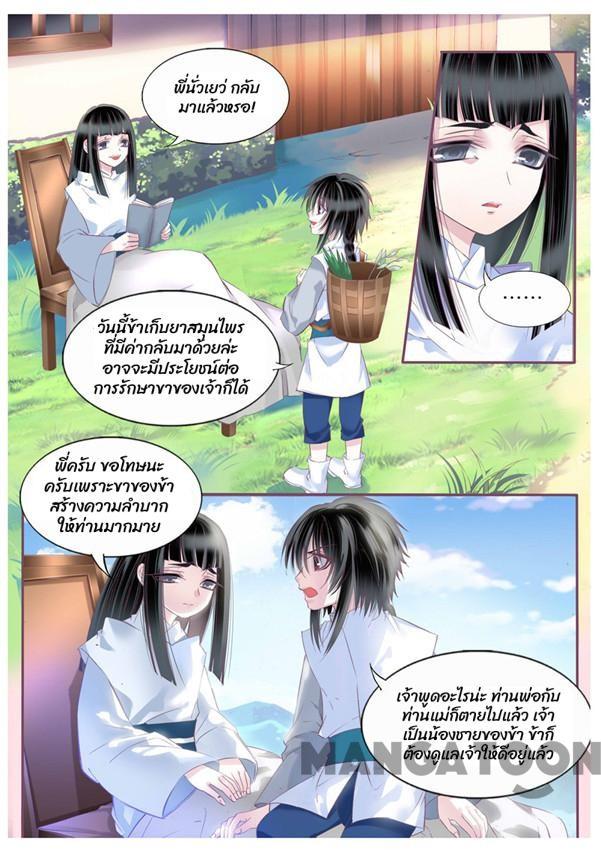 พี่นั่วเยว่ กลับ
มาแล้วหรอ!
......
วันนี้ข้าเก็บยาสมุนไพร
ที่มีค่ากลับมาด้วยล่ะ
อาจจะมีประโยชน์ต่อ
การรักษาขาของเจ้าก็ได้
พี่ครับ ขอโทษนะ
ครับเพราะขาของข้า
สร้างความลำบาก
ให้ท่านมากมาย
เจ้าพูดอะไรน่ะ ท่านพ่อกับ
ท่านแม่ก็ตายไปแล้ว เจ้า
เป็นน้องชายของข้า ข้าก็
ต้องดูแลเจ้าให้ดีอยู่แล้ว
MANGATOON